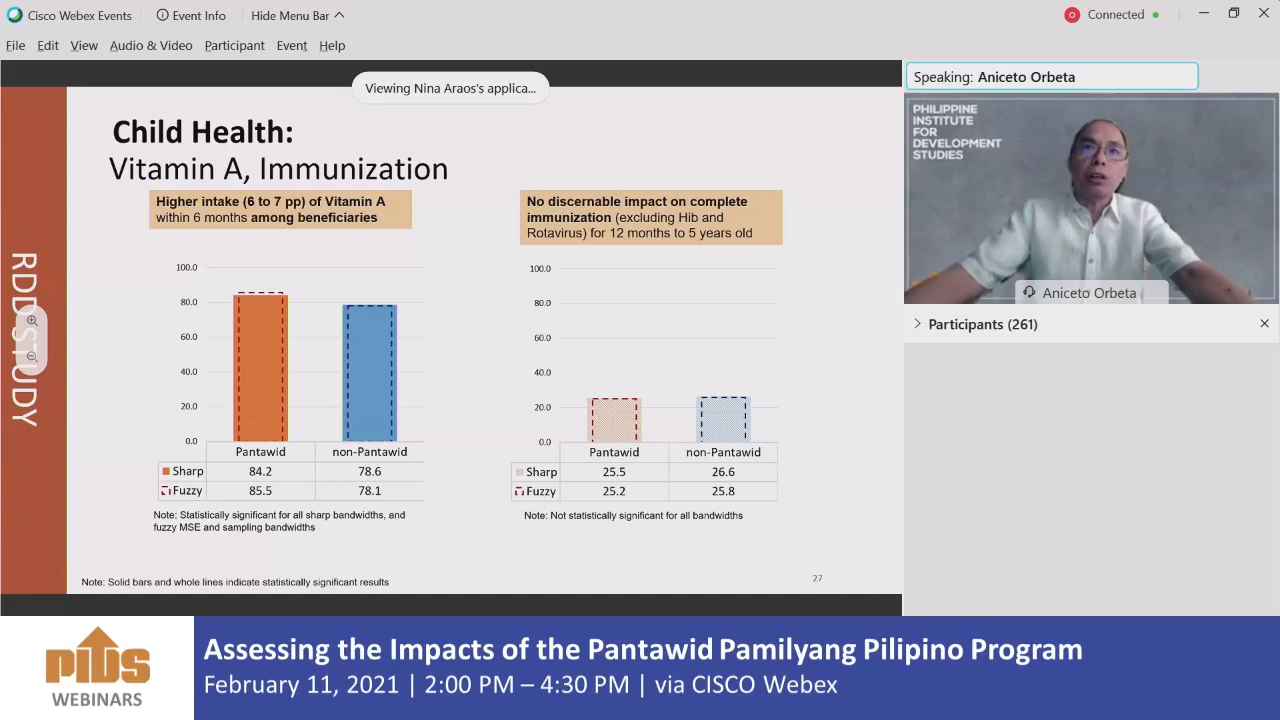 Cisco Webex Events
Event Info
Hide Menu Bar
Connected
File Edit View Audio & Video Participant Event Help
Viewing Nina Araos's applica...
Speaking: Aniceto Orbeta
PHILIPPINE
INSTITUTE
FOR
DEVELOPMENT
STUDIES
Aniceto Orbeta
Participants (261)
RDD STUDY
Child Health:
Vitamin A, Immunization
Higher intake (6 to 7 pp) of Vitamin A
within 6 months among beneficiaries
100.0
80.0
60.0
40.0
20.0
0.0
Pantawid non-Pantawid
Sharp 84.2 78.6
Fuzzy 85.5 78.1
Note: Statistically significant for all sharp bandwidths, and
fuzzy MSE and sampling bandwidths
No discernable impact on complete
immunization (excluding Hib and
Rotavirus) for 12 months to 5 years old
100.0
80.0
60.0
40.0
20.0
0.0
Pantawid non-Pantawid
Sharp 25.5 26.6
Fuzzy 25.2 25.8
Note: Not statistically significant for all bandwidths
Note: Solid bars and whole lines indicate statistically significant results
27
PIDS
WEBINARS
Assessing the Impacts of the Pantawid Pamilyang Pilipino Program
February 11, 2021 | 2:00 PM – 4:30 PM | via CISCO Webex